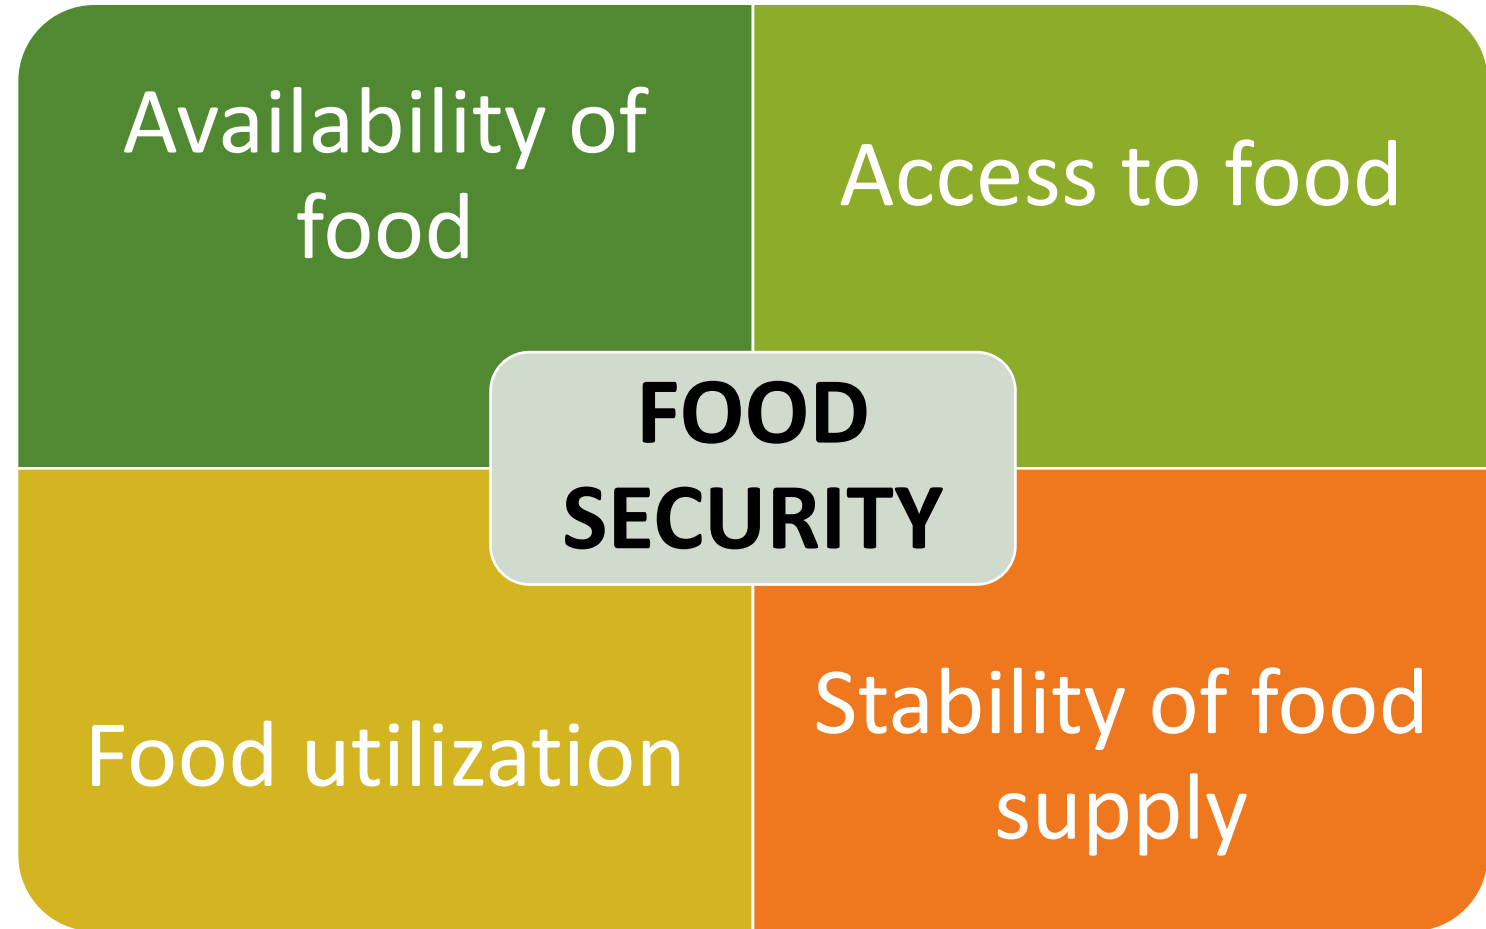 Availability of
food
Access to food
FOOD
SECURITY
Food utilization
Stability of food
supply